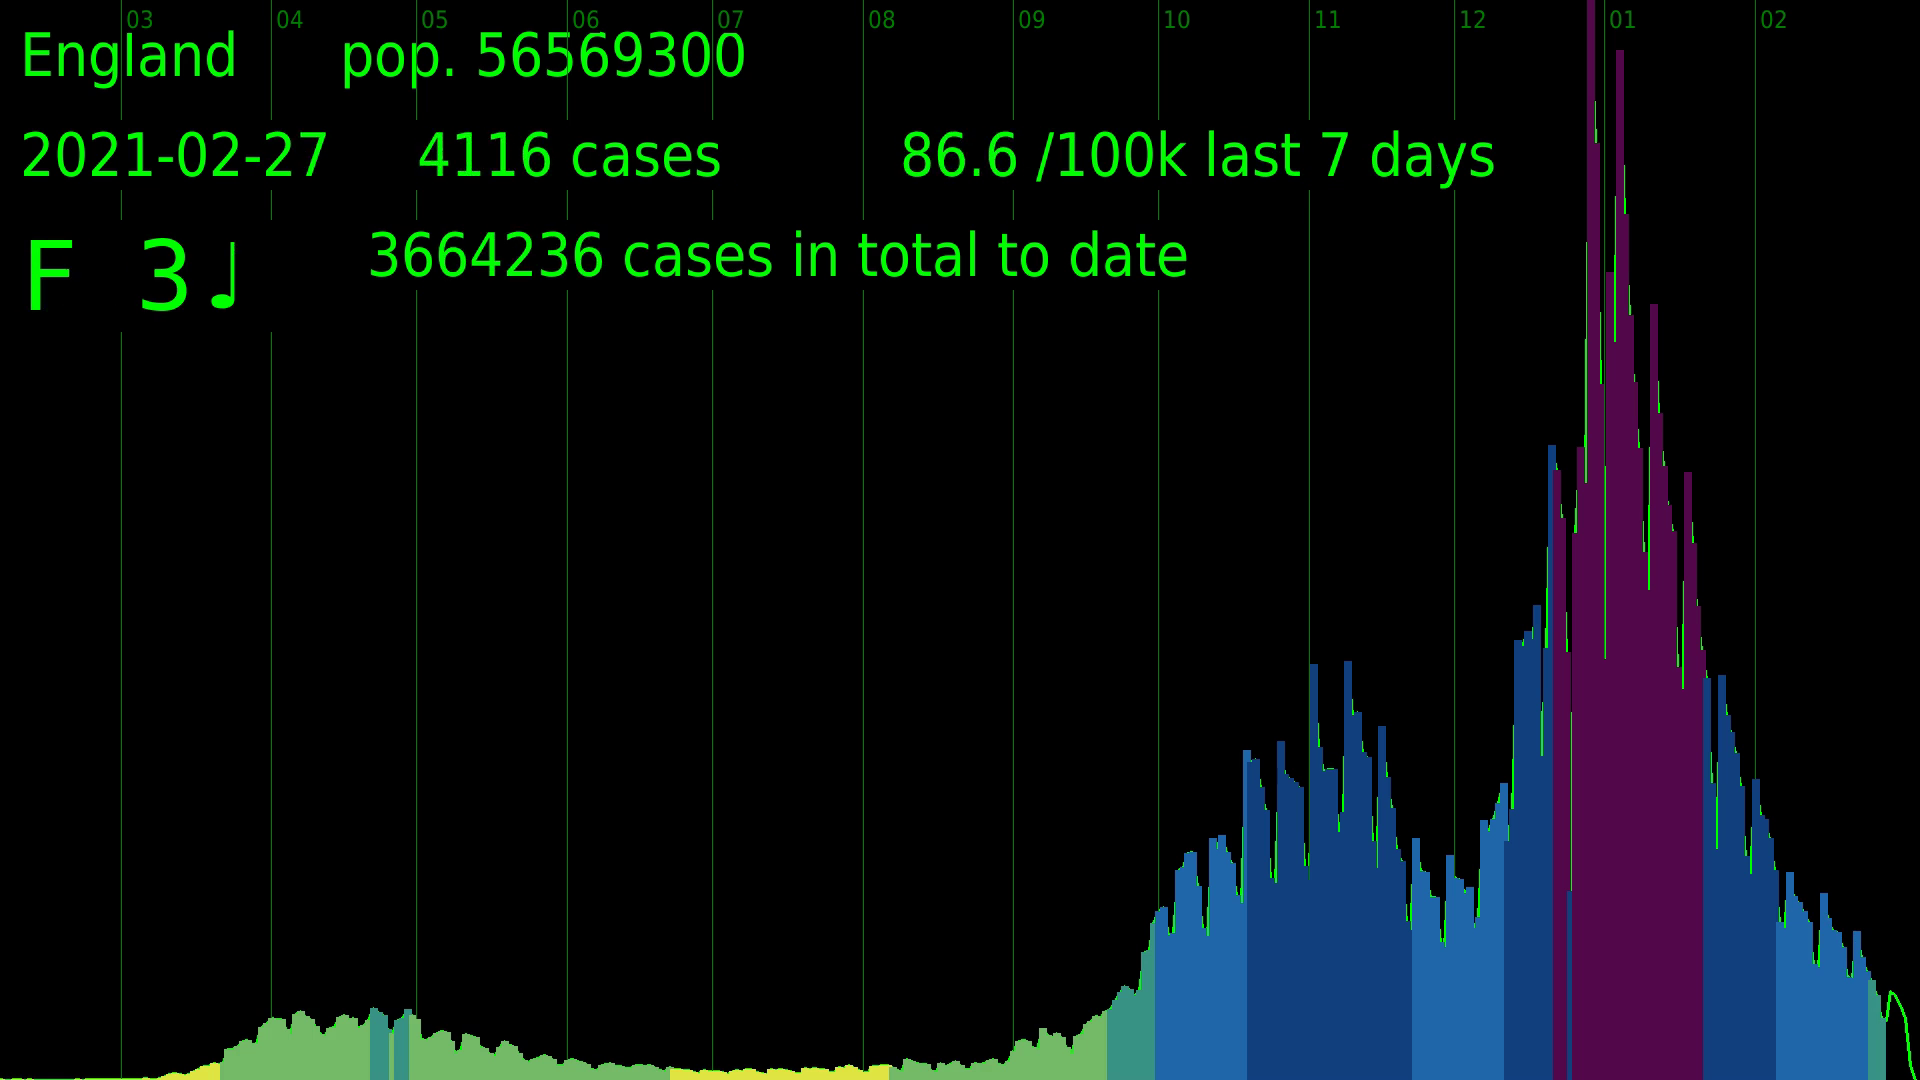 03 04 05 06 07 08 09 10 11 12 01 02
England pop. 56569300
2021-02-27 4116 cases 86.6 /100k last 7 days
F 3♩ 3664236 cases in total to date